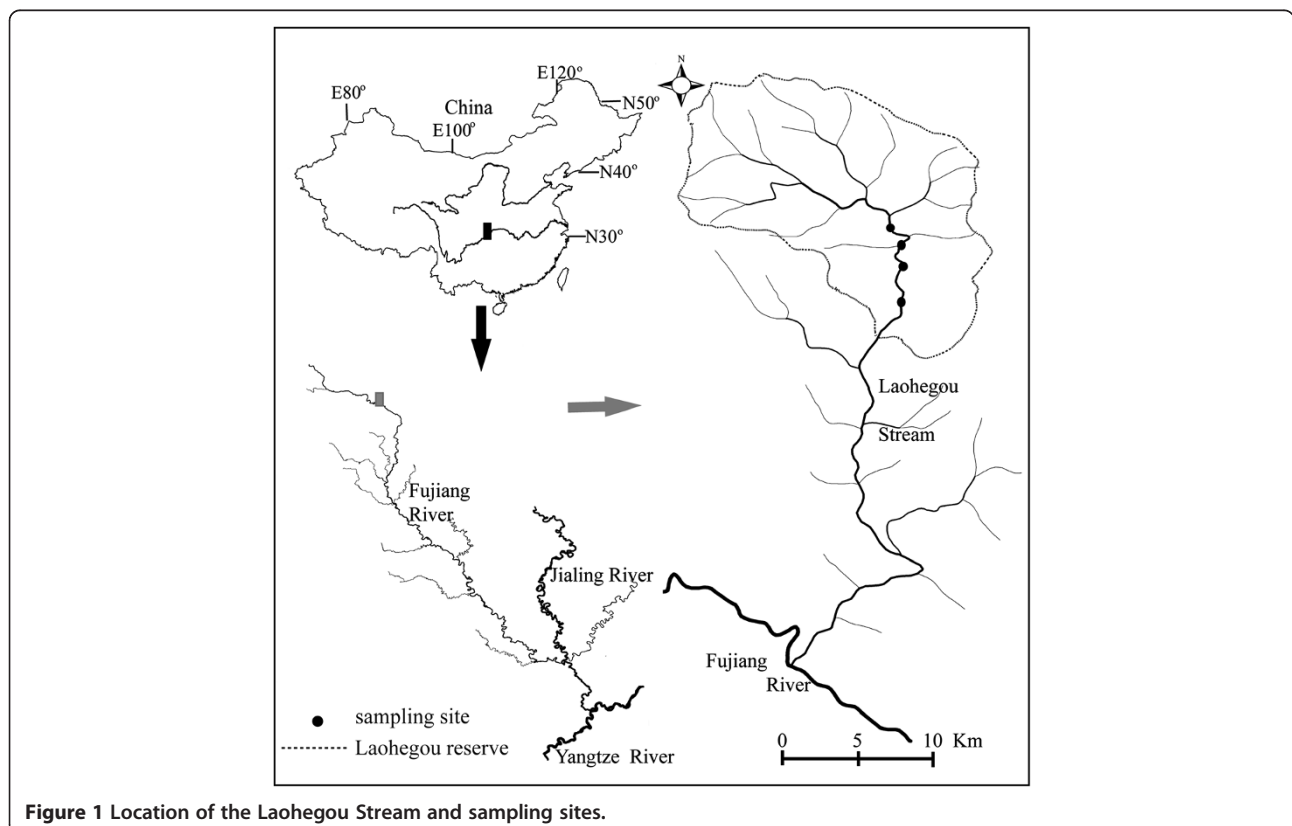 N
E120°
E80°
China
N50°
E100°
N40°
N30°
Laohegou
Stream
Fujiang
River
Jialing River
Fujiang
River
sampling site
Laohegou reserve
Yangtze River
0 5 10 Km
Figure 1 Location of the Laohegou Stream and sampling sites.